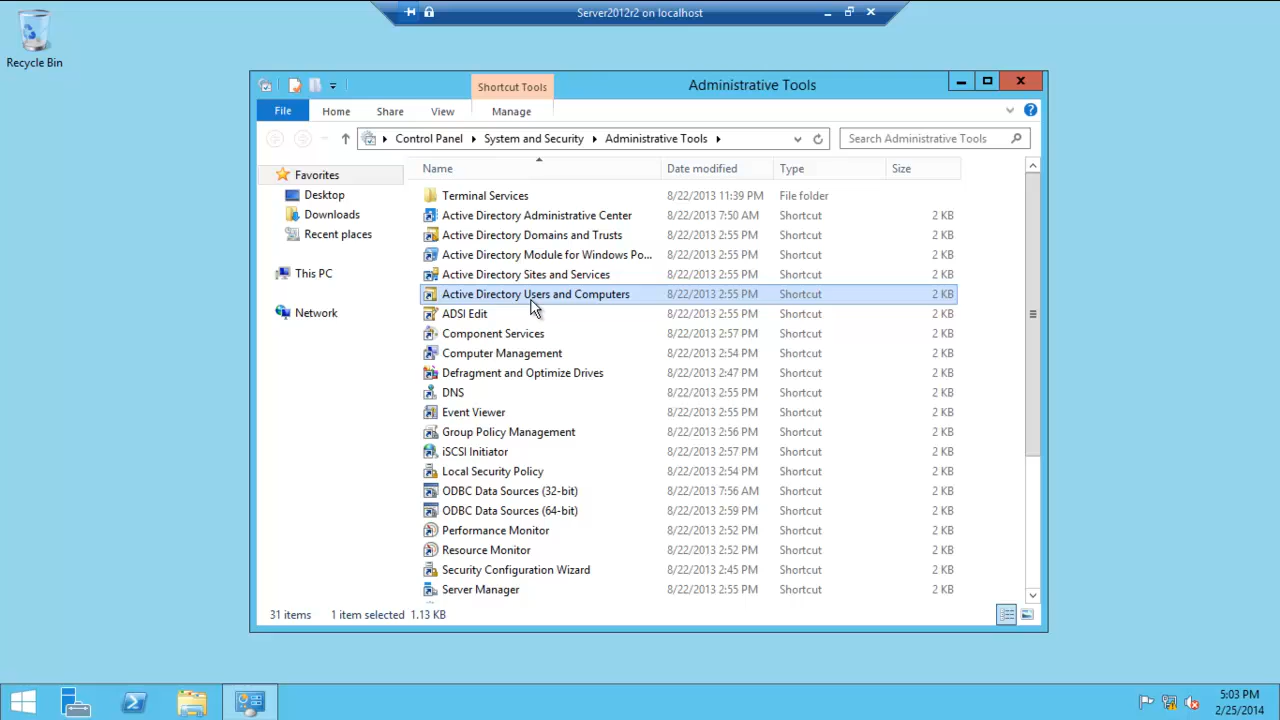 Server2012r2 on localhost
Recycle Bin
Shortcut Tools
Administrative Tools
File Home Share View Manage
Control Panel System and Security Administrative Tools Search Administrative Tools
Name Date modified Type Size
Favorites
Desktop
Downloads
Recent places
This PC
Network
Terminal Services 8/22/2013 11:39 PM File folder
Active Directory Administrative Center 8/22/2013 7:50 AM Shortcut 2 KB
Active Directory Domains and Trusts 8/22/2013 2:55 PM Shortcut 2 KB
Active Directory Module for Windows Po... 8/22/2013 2:55 PM Shortcut 2 KB
Active Directory Sites and Services 8/22/2013 2:55 PM Shortcut 2 KB
Active Directory Users and Computers 8/22/2013 2:55 PM Shortcut 2 KB
ADSI Edit 8/22/2013 2:55 PM Shortcut 2 KB
Component Services 8/22/2013 2:57 PM Shortcut 2 KB
Computer Management 8/22/2013 2:54 PM Shortcut 2 KB
Defragment and Optimize Drives 8/22/2013 2:47 PM Shortcut 2 KB
DNS 8/22/2013 2:55 PM Shortcut 2 KB
Event Viewer 8/22/2013 2:55 PM Shortcut 2 KB
Group Policy Management 8/22/2013 2:56 PM Shortcut 2 KB
iSCSI Initiator 8/22/2013 2:57 PM Shortcut 2 KB
Local Security Policy 8/22/2013 2:54 PM Shortcut 2 KB
ODBC Data Sources (32-bit) 8/22/2013 7:56 AM Shortcut 2 KB
ODBC Data Sources (64-bit) 8/22/2013 2:59 PM Shortcut 2 KB
Performance Monitor 8/22/2013 2:52 PM Shortcut 2 KB
Resource Monitor 8/22/2013 2:52 PM Shortcut 2 KB
Security Configuration Wizard 8/22/2013 2:45 PM Shortcut 2 KB
Server Manager 8/22/2013 2:55 PM Shortcut 2 KB
31 items 1 item selected 1.13 KB
5:03 PM
2/25/2014